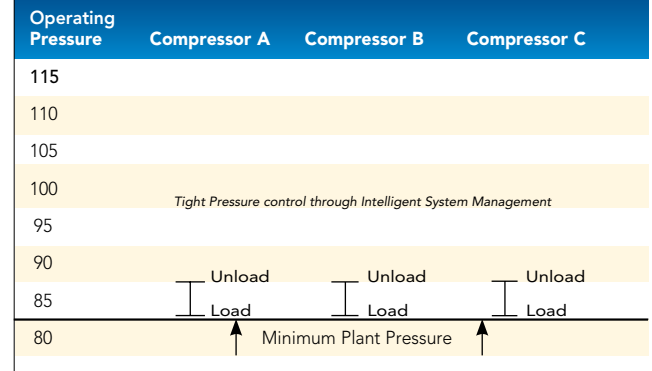 Operating
Pressure Compressor A Compressor B Compressor C
115
110
105
100
Tight Pressure control through Intelligent System Management
95
90
Unload Unload Unload
85
Load Load Load
80 Minimum Plant Pressure